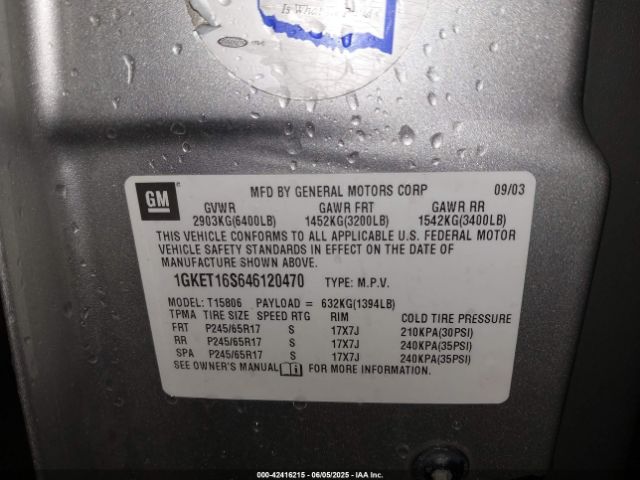 Is What
GM
MFD BY GENERAL MOTORS CORP 09/03
GVWR GAWR FRT GAWR RR
2903KG(6400LB) 1452KG(3200LB) 1542KG(3400LB)
THIS VEHICLE CONFORMS TO ALL APPLICABLE U.S. FEDERAL MOTOR
VEHICLE SAFETY STANDARDS IN EFFECT ON THE DATE OF
MANUFACTURE SHOWN ABOVE.
1GKET16S646120470 TYPE: M.P.V.
MODEL: T15806 PAYLOAD = 632KG(1394LB)
TPMA TIRE SIZE SPEED RTG RIM COLD TIRE PRESSURE
FRT P245/65R17 S 17X7J 210KPA(30PSI)
RR P245/65R17 S 17X7J 240KPA(35PSI)
SPA P245/65R17 S 17X7J 240KPA(35PSI)
SEE OWNER'S MANUAL FOR MORE INFORMATION.
000-42416215 - 06/05/2025 - IAA Inc.